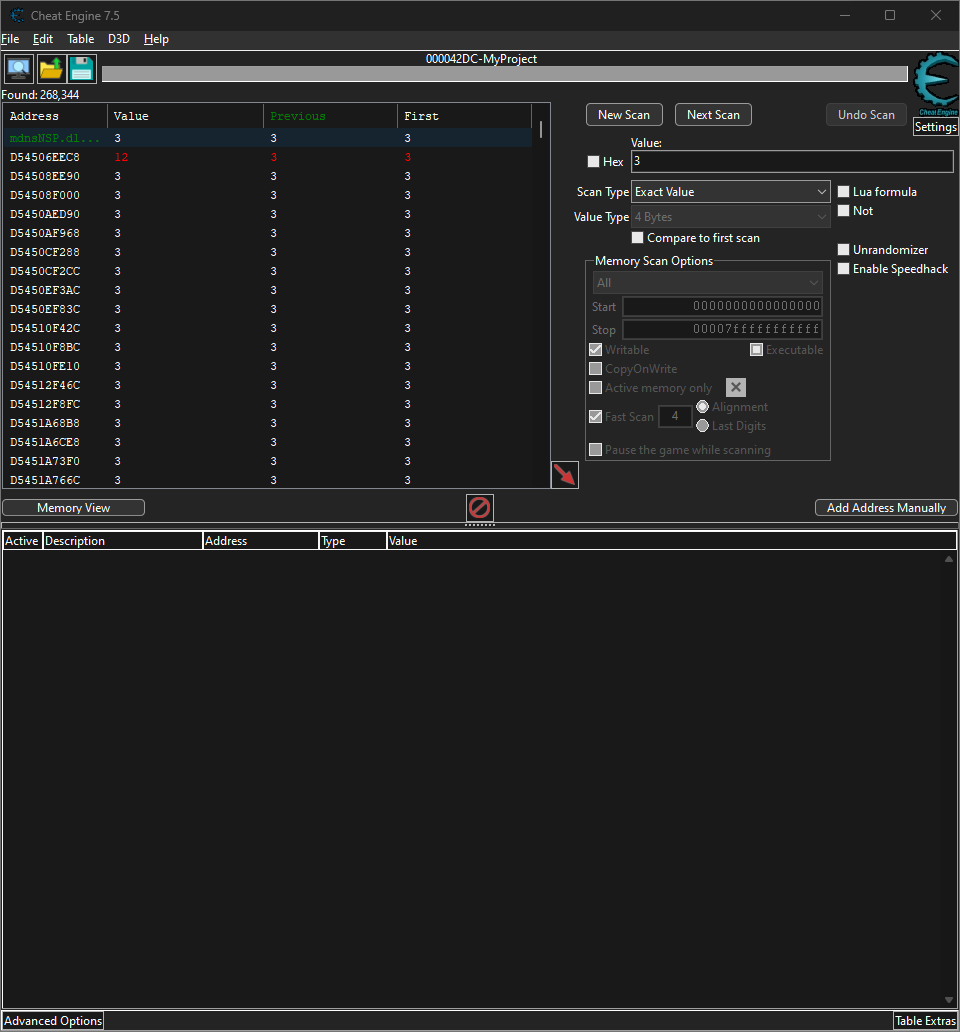 Cheat Engine 7.5
File Edit Table D3D Help
000042DC-MyProject
Found: 268,344
Cheat Engine
Settings
Address Value Previous First
mdnsNSP.dl... 3 3 3
D54506EEC8 12 3 3
D54508EE90 3 3 3
D54508F000 3 3 3
D5450AED90 3 3 3
D5450AF968 3 3 3
D5450CF288 3 3 3
D5450CF2CC 3 3 3
D5450EF3AC 3 3 3
D5450EF83C 3 3 3
D54510F42C 3 3 3
D54510F8BC 3 3 3
D54510FE10 3 3 3
D54512F46C 3 3 3
D54512F8FC 3 3 3
D5451A68B8 3 3 3
D5451A6CE8 3 3 3
D5451A73F0 3 3 3
D5451A766C 3 3 3
New Scan Next Scan Undo Scan
Value:
Hex 3
Scan Type Exact Value Lua formula
Value Type 4 Bytes Not
Compare to first scan
Unrandomizer
Enable Speedhack
Memory Scan Options
All
Start 0000000000000000
Stop 00007fffffffffff
Writable Executable
CopyOnWrite
Active memory only
Fast Scan 4 Alignment
Last Digits
Pause the game while scanning
Memory View Add Address Manually
Active Description Address Type Value
Advanced Options Table Extras